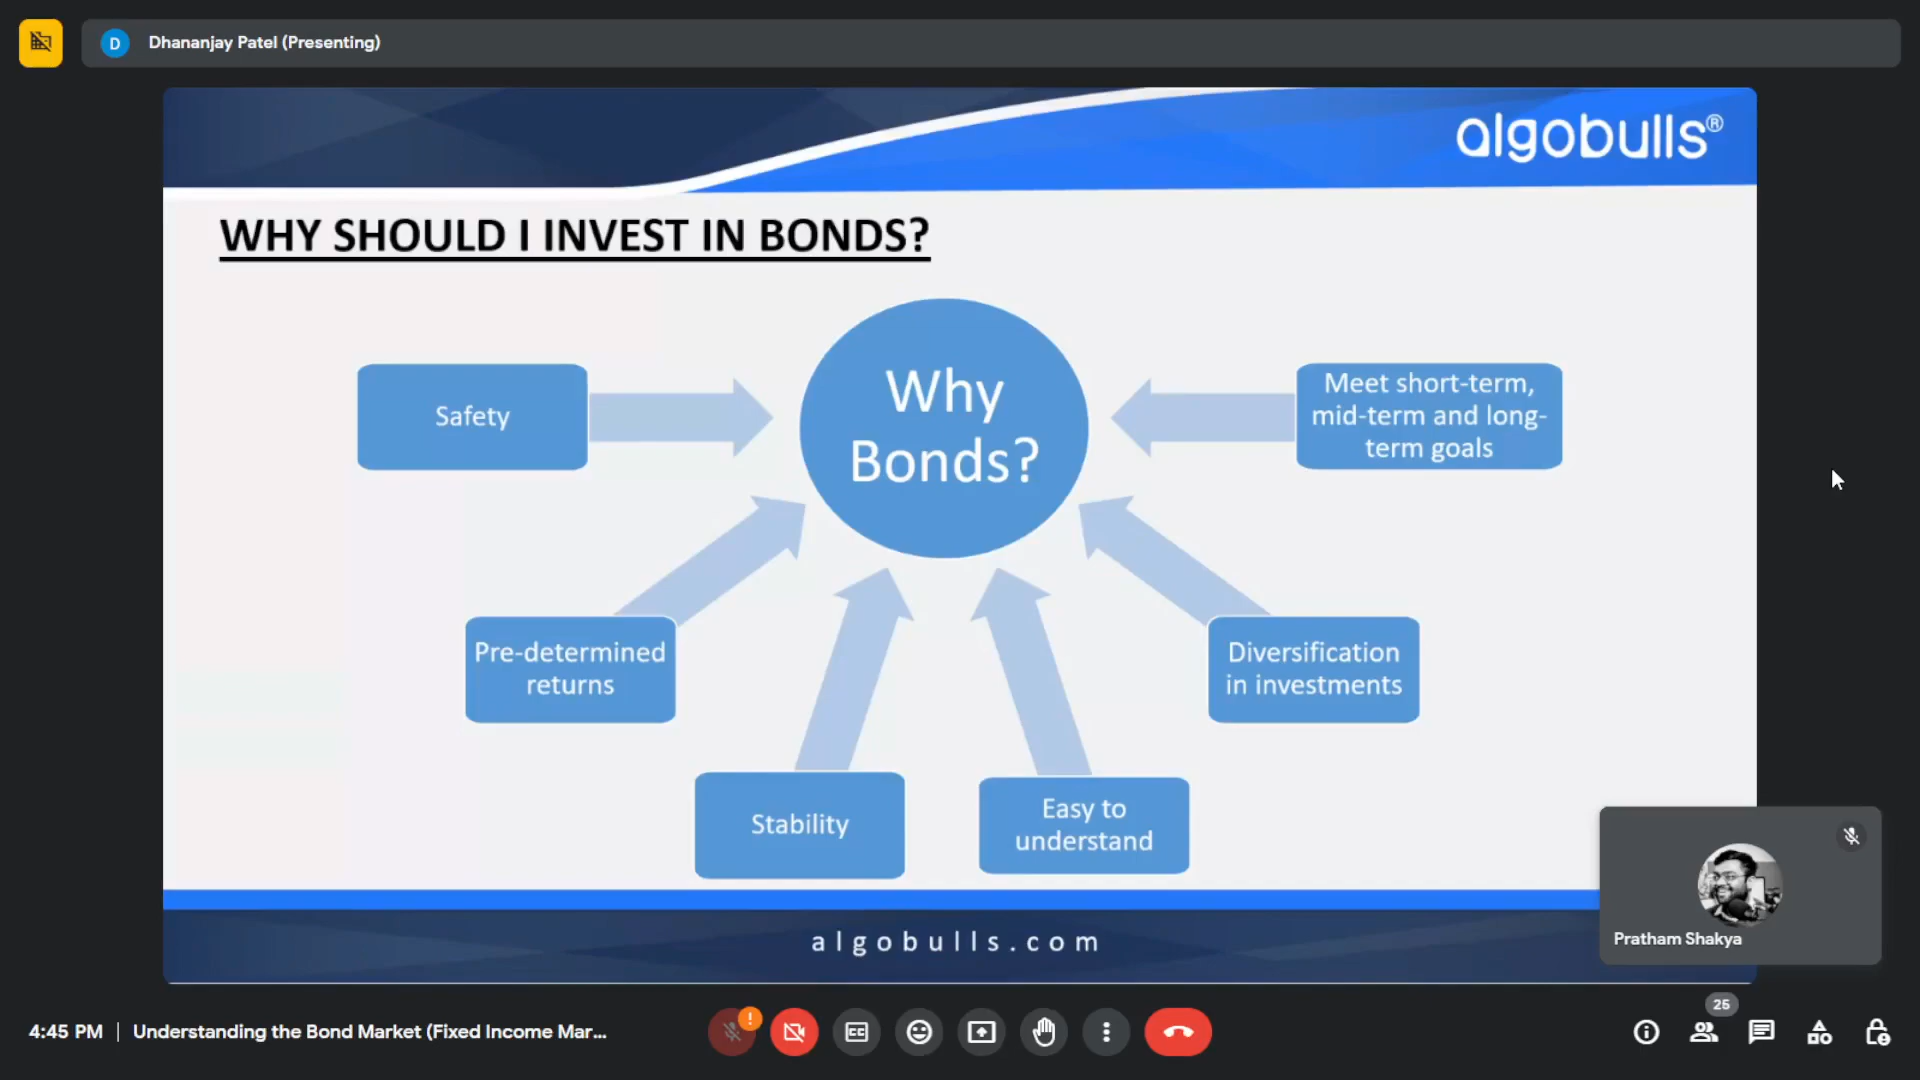 D
Dhananjay Patel (Presenting)
algobulls®
WHY SHOULD I INVEST IN BONDS?
Why
Bonds?
Safety
Meet short-term,
mid-term and long-
term goals
Pre-determined
returns
Diversification
in investments
Stability
Easy to
understand
algobulls.com
Pratham Shakya
25
4:45 PM | Understanding the Bond Market (Fixed Income Mar...
!
CC